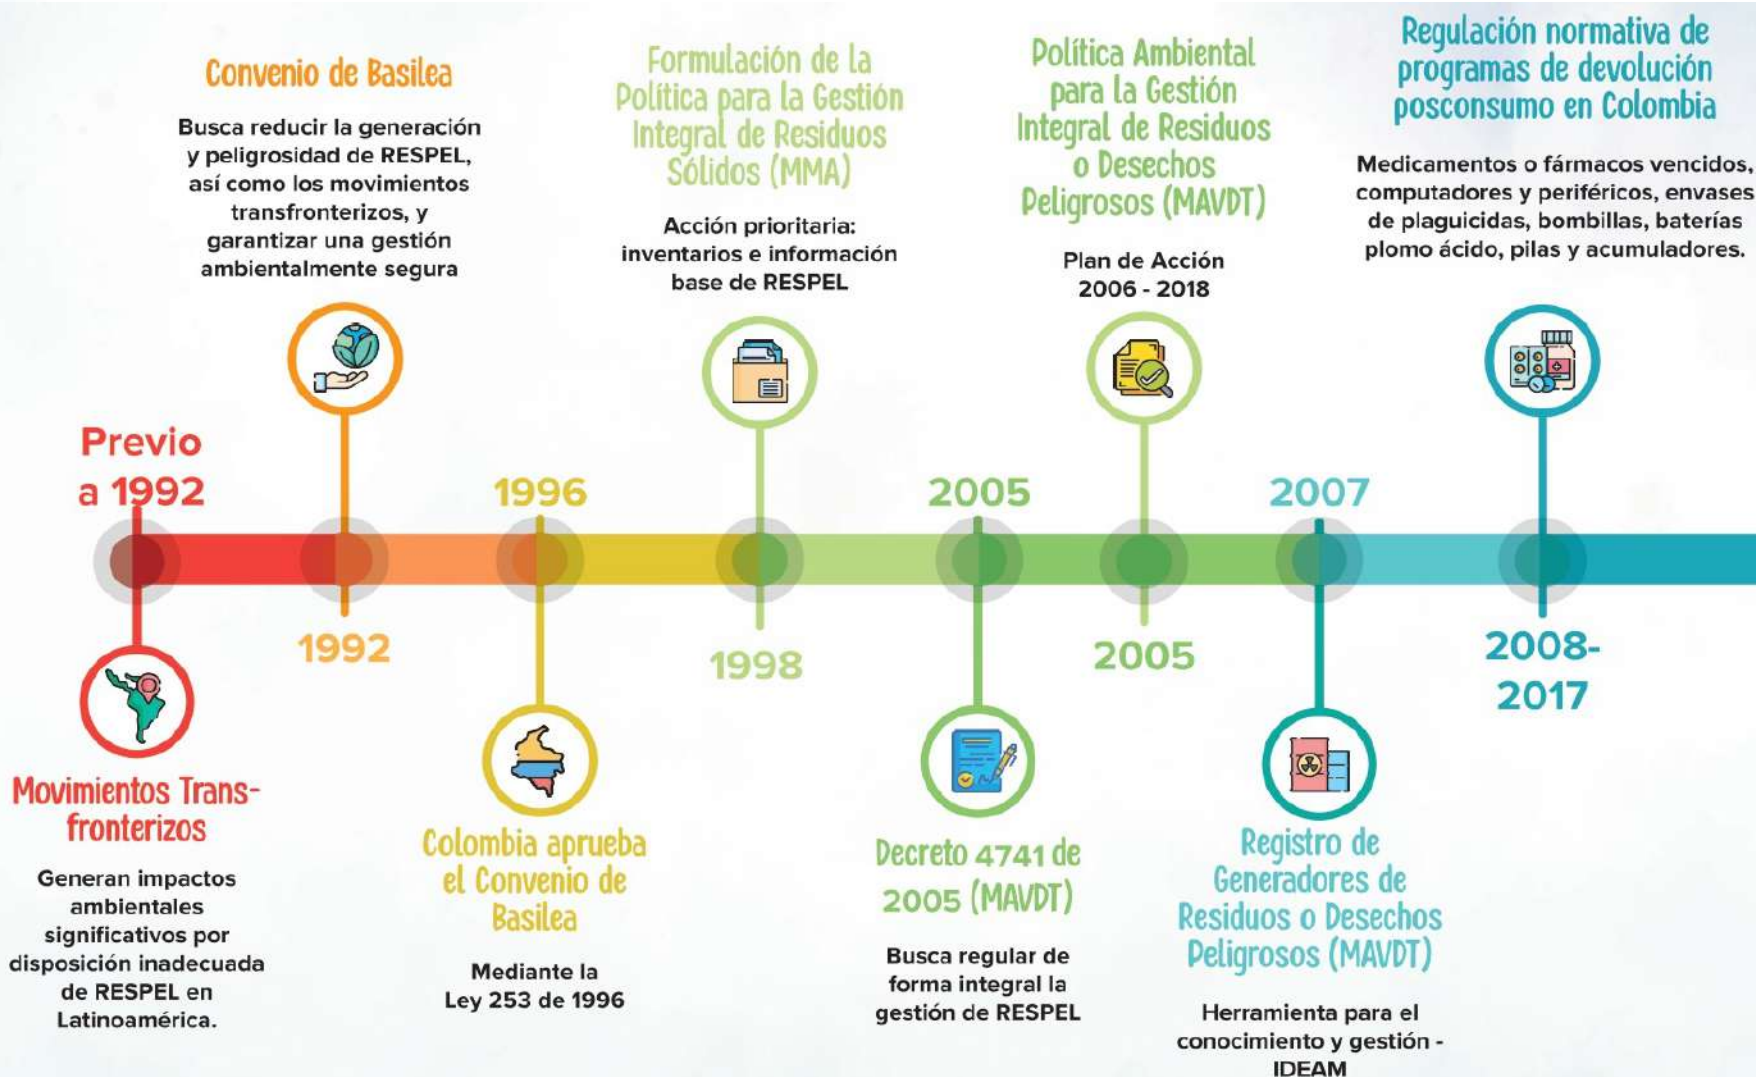 Previo
a 1992
Movimientos Trans-
fronterizos
Generan impactos
ambientales
significativos por
disposición inadecuada
de RESPEL en
Latinoamérica.
Convenio de Basilea
Busca reducir la generación
y peligrosidad de RESPEL,
así como los movimientos
transfronterizos, y
garantizar una gestión
ambientalmente segura
1992
1996
Colombia aprueba
el Convenio de
Basilea
Mediante la
Ley 253 de 1996
Formulación de la
Política para la Gestión
Integral de Residuos
Sólidos (MMA)
Acción prioritaria:
inventarios e información
base de RESPEL
1998
2005
Decreto 4741 de
2005 (MAVDT)
Busca regular de
forma integral la
gestión de RESPEL
Política Ambiental
para la Gestión
Integral de Residuos
o Desechos
Peligrosos (MAVDT)
Plan de Acción
2006 - 2018
2005
2007
Registro de
Generadores de
Residuos o Desechos
Peligrosos (MAVDT)
Herramienta para el
conocimiento y gestión -
IDEAM
Regulación normativa de
programas de devolución
posconsumo en Colombia
Medicamentos o fármacos vencidos,
computadores y periféricos, envases
de plaguicidas, bombillas, baterías
plomo ácido, pilas y acumuladores.
2008-
2017